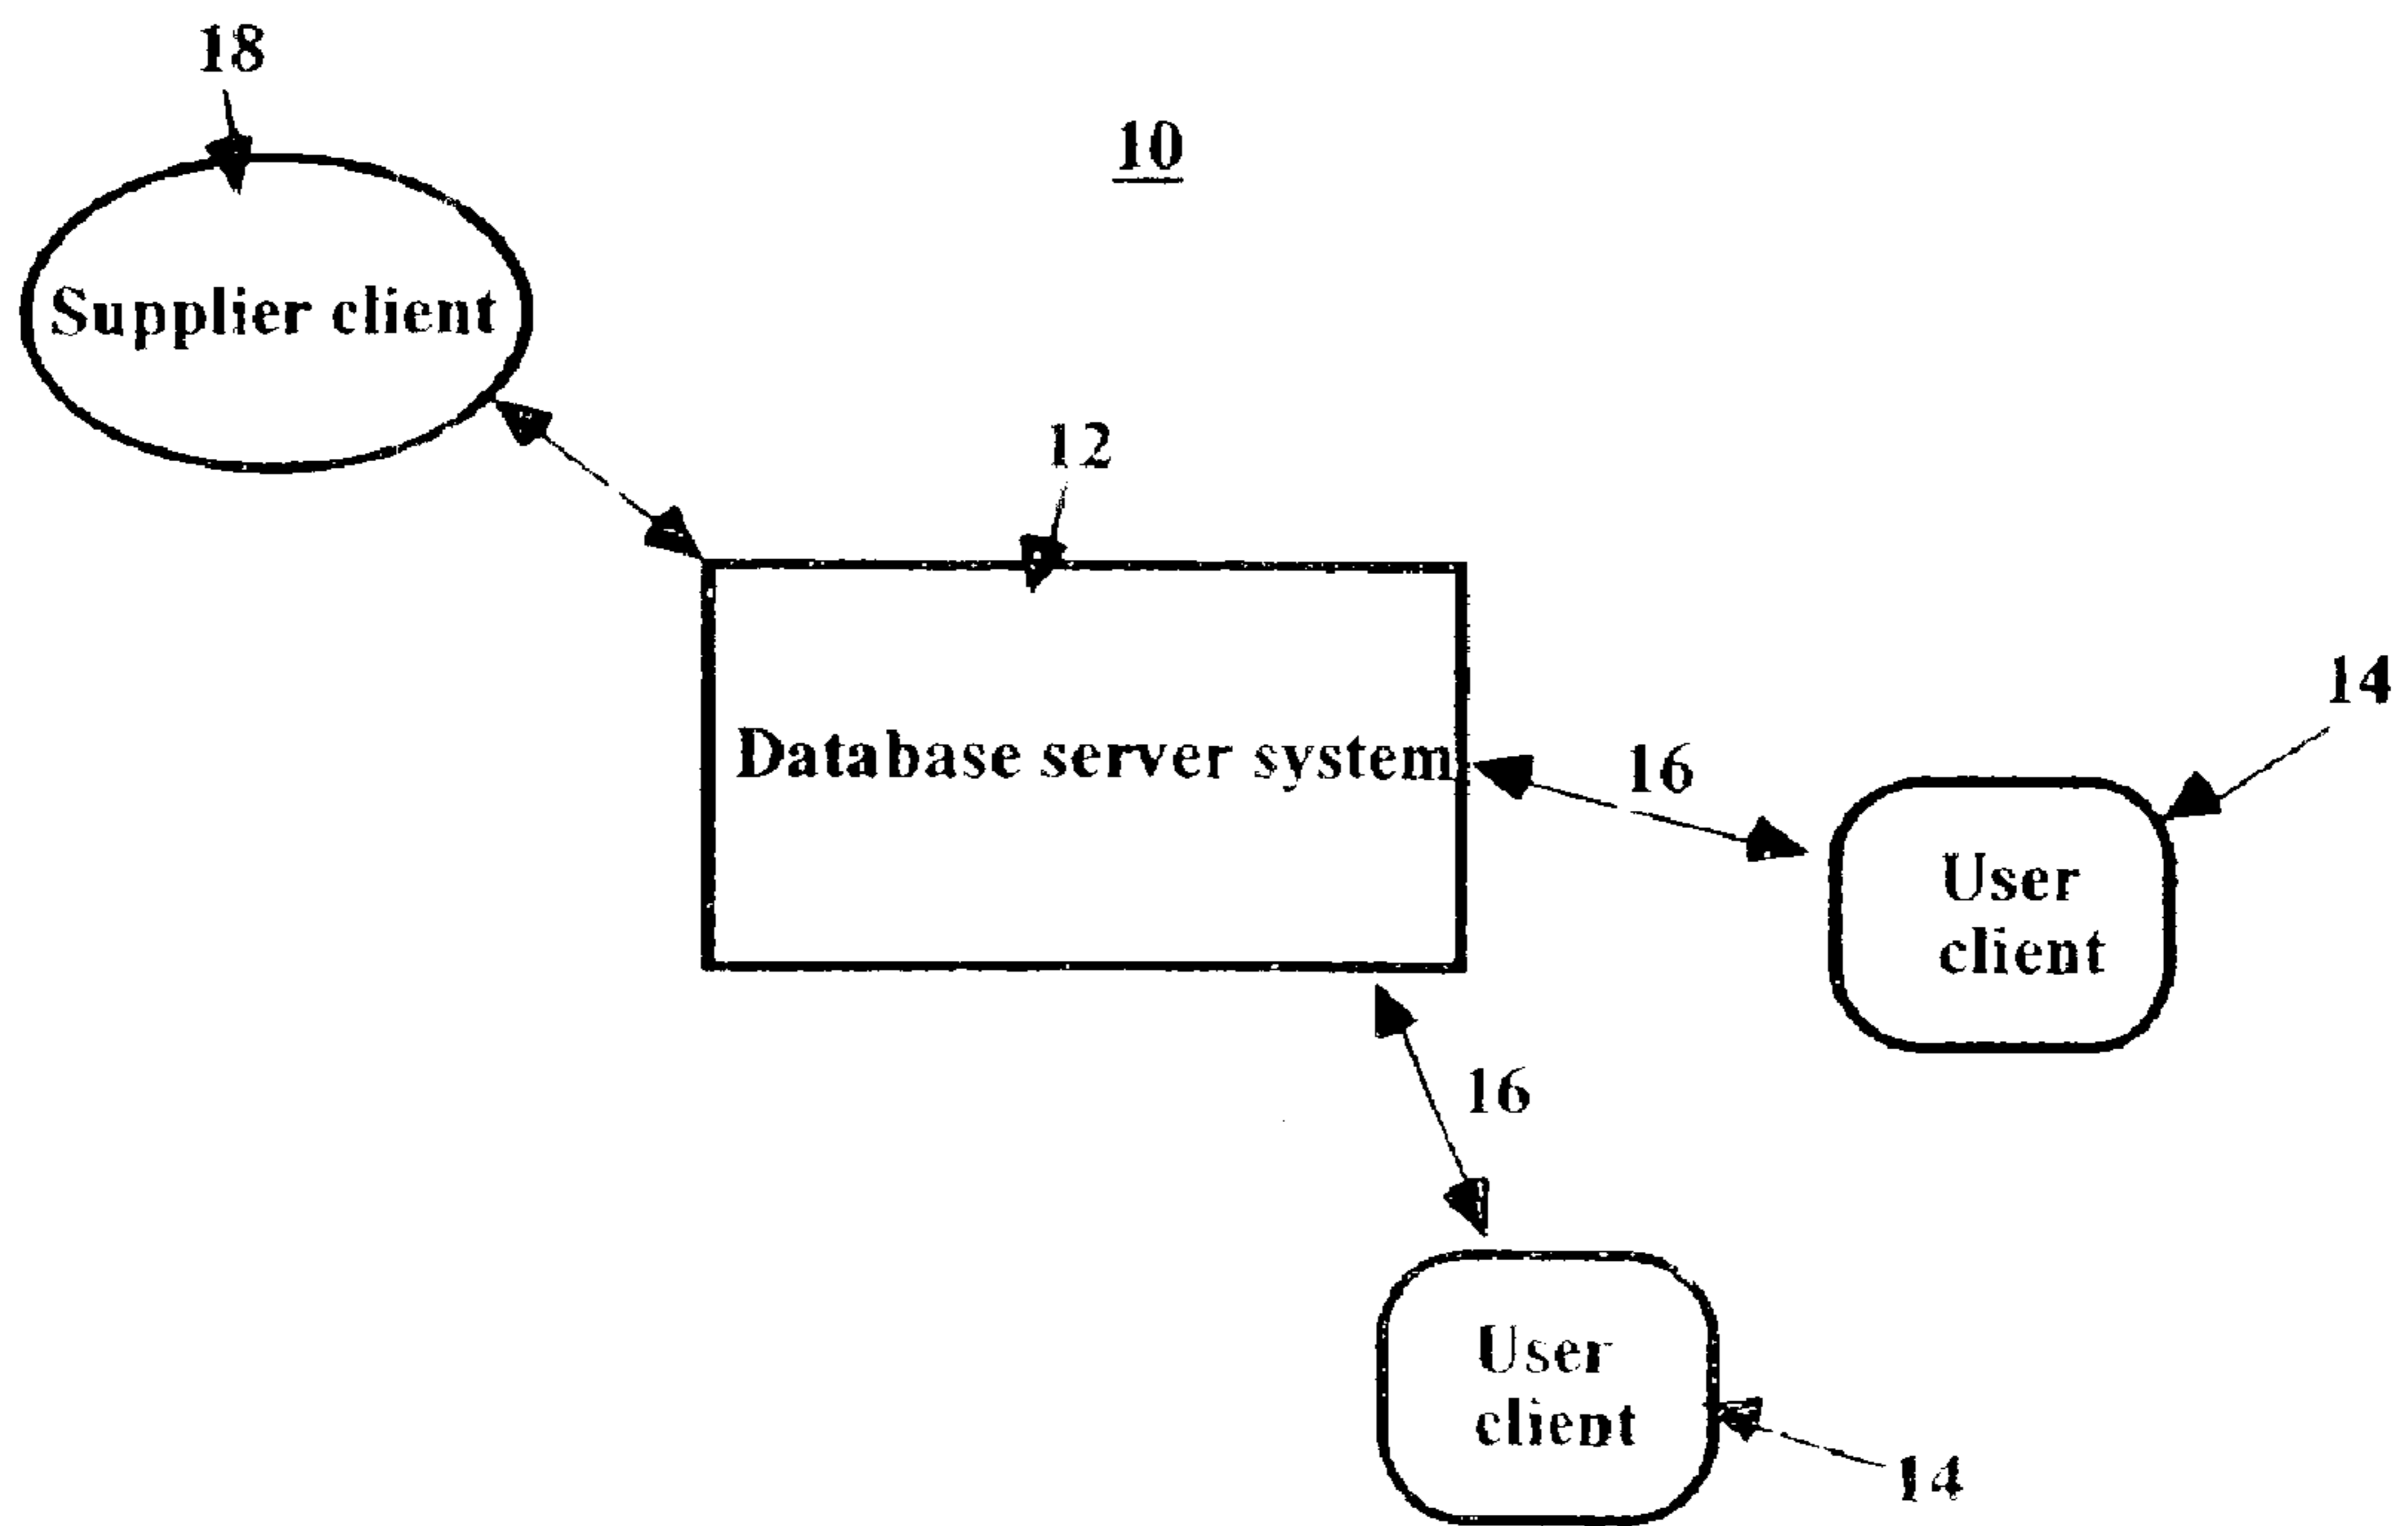 18
10
Supplier client
12
14
Database server system
16
User
client
16
User
client
14